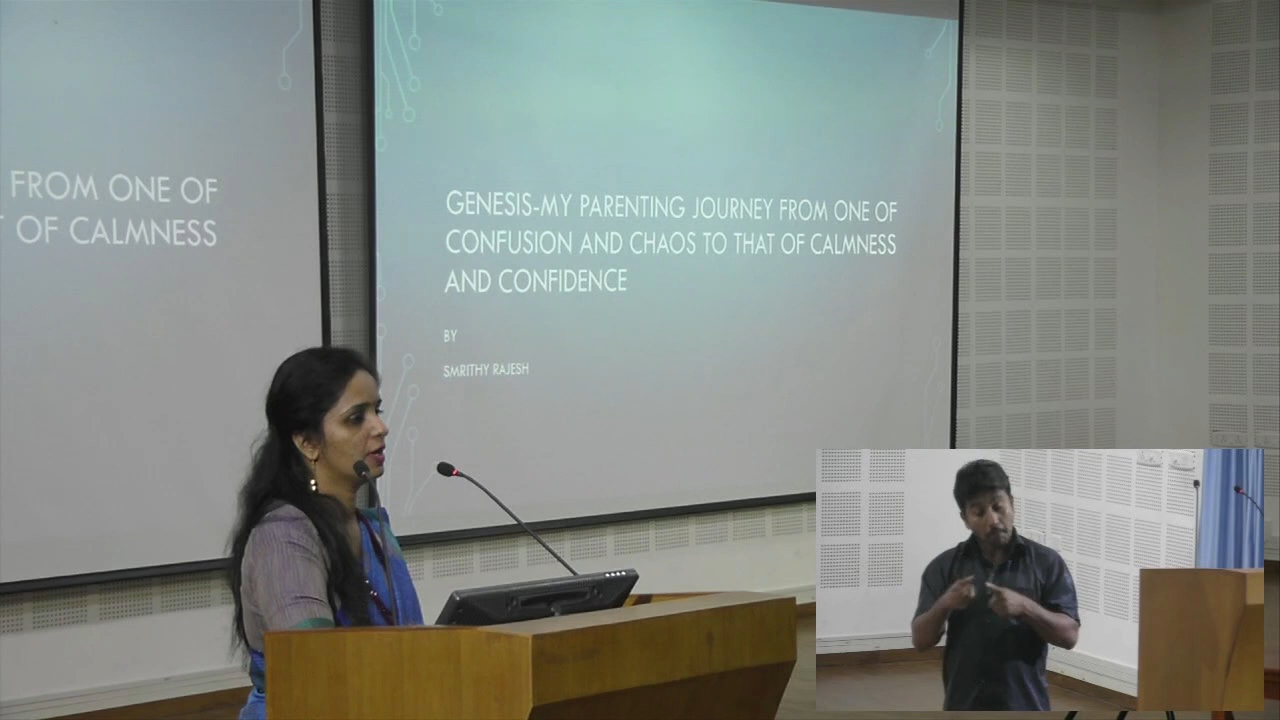 FROM ONE OF
OF CALMNESS
GENESIS-MY PARENTING JOURNEY FROM ONE OF
CONFUSION AND CHAOS TO THAT OF CALMNESS
AND CONFIDENCE
BY
SMRITHY RAJESH